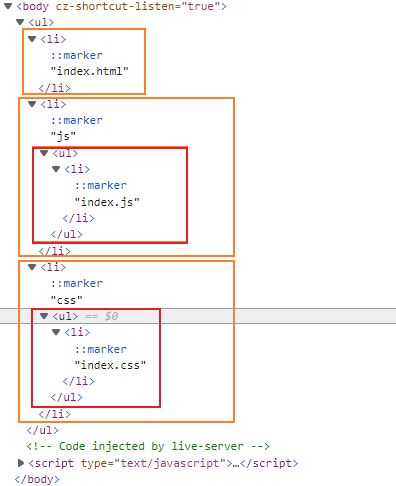 ▼<body cz-shortcut-listen="true">
▼<ul>
▼<li>
::marker
"index.html"
</li>
▼<li>
::marker
"js"
▼<ul>
▼<li>
::marker
"index.js"
</li>
</ul>
</li>
▼<li>
::marker
"css"
▼<ul> == $0
▼<li>
::marker
"index.css"
</li>
</ul>
</li>
</ul>
<!-- Code injected by live-server -->
▶<script type="text/javascript">…</script>
</body>